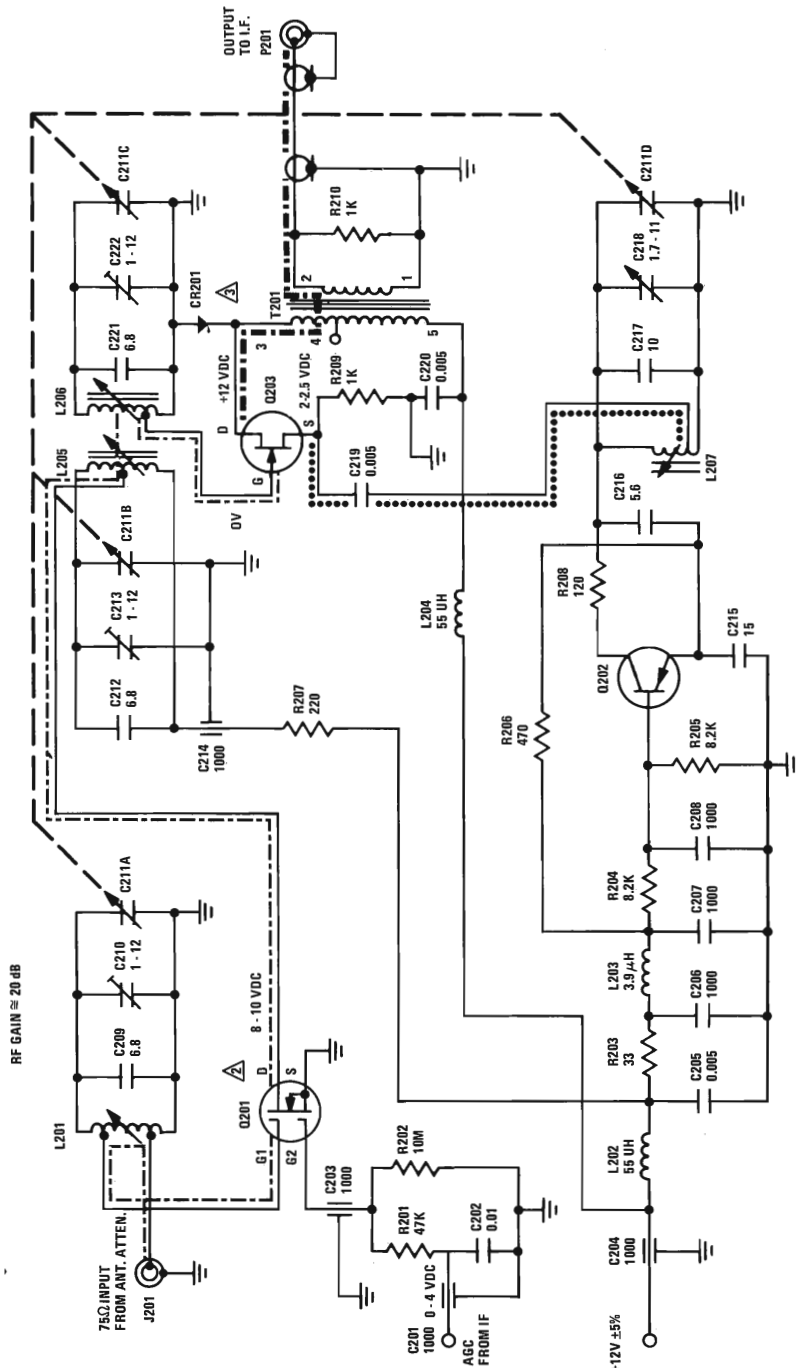 RF GAIN ≅ 20 dB
75Ω INPUT
FROM ANT. ATTEN.
J201
L201
C209
6.8
C210
1 - 12
C211A
C212
6.8
C213
1 - 12
C211B
L205
L206
C221
6.8
C222
1 - 12
C211C
CR201
3
OUTPUT
TO I.F.
P201
8 - 10 VDC
2
D
S
Q201
G1
G2
C203
1000
R202
10M
R201
47K
C202
0.01
C201
1000
0 - 4 VDC
AGC
FROM IF
C214
1000
R207
220
0V
+12 VDC
D
G
Q203
S
2-2.5 VDC
3
T201
4
2
1
5
R210
1K
R209
1K
C220
0.005
C219
0.005
L204
55 UH
C204
1000
-12V ±5%
L202
55 UH
R203
33
C205
0.005
C206
1000
L203
3.9 μH
C207
1000
R204
8.2K
C208
1000
R205
8.2K
R206
470
Q202
R208
120
C215
15
C216
5.6
L207
C217
10
C218
1.7 - 11
C211D